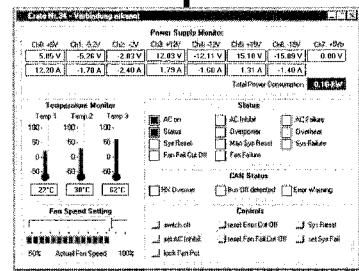 Crate Nr.34 - Verbindung erkannt
Power Supply Monitor
Ch0: +5V Ch1: -5.2V Ch2: -2V Ch3: +12V Ch4: -12V Ch5: +15V Ch6: -15V Ch7: +0Vb
5.05 V -5.26 V -2.03 V 12.03 V -12.11 V 15.10 V -15.09 V 0.00 V
12.20 A -1.70 A -2.40 A 1.79 A -1.60 A 1.31 A -1.40 A
Total Power Consumption 0.16 kW
Temperature Monitor
Temp.1 Temp.2 Temp.3
100- 100- 100-
50- 50- 50-
0- 0- 0-
-50- -50- -50-
27°C 30°C 62°C
Status
AC on AC Inhibit AC Failure
Status Overpower Overheat
Sys Reset Man Sys Reset Sys Failure
Fan Fail Cut Off Fan Failure
CAN Status
RX Overrun Bus Off detected Error Warning
Fan Speed Setting
50% Actual Fan Speed 100%
Controls
switch off reset Error Cut Off Sys Reset
set AC Inhibit reset Fan Fail Cut Off set Sys Fail
lock Fan Pot